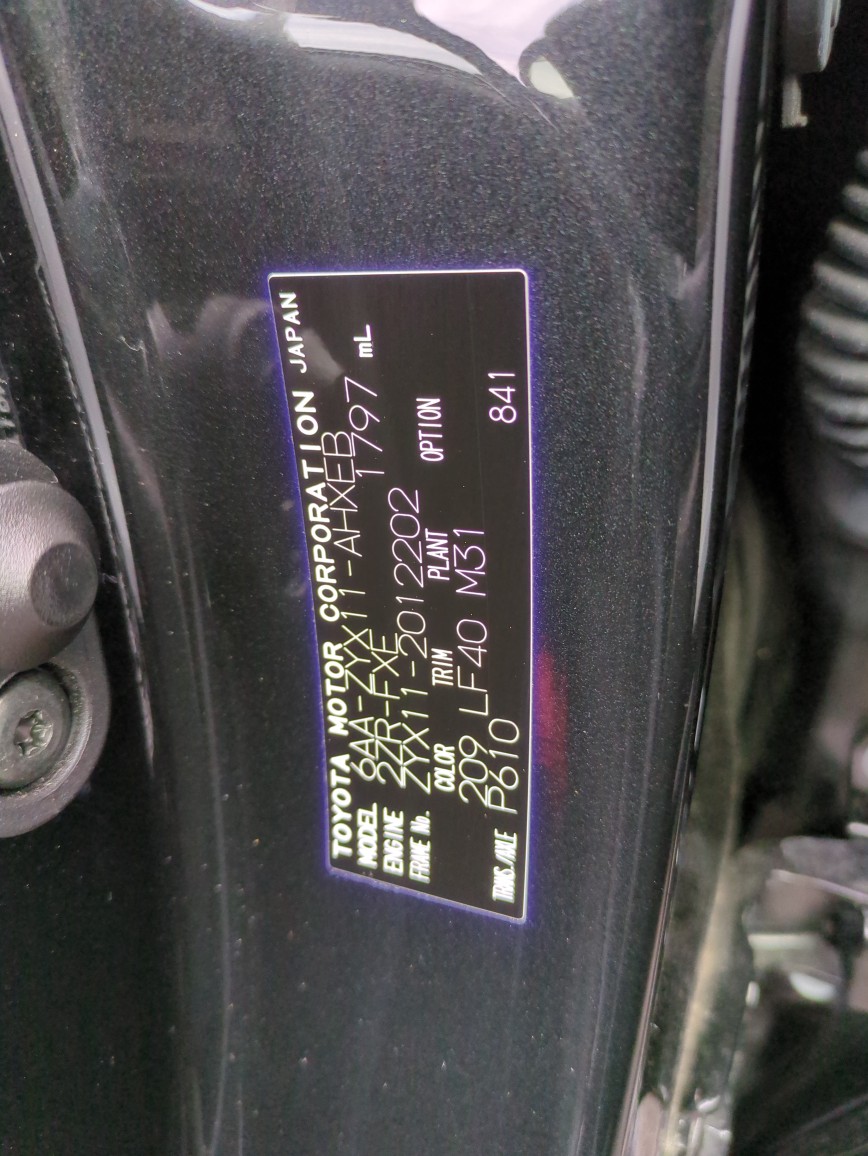 TOYOTA MOTOR CORPORATION JAPAN
MODEL 6AA-ZYX11-AHXEB
ENGINE 2ZR-FXE 1797 mL
FRAME No. ZYX11-2012202
COLOR TRIM PLANT OPTION
209 LF40 M31
TRANS./AXLE P610 841